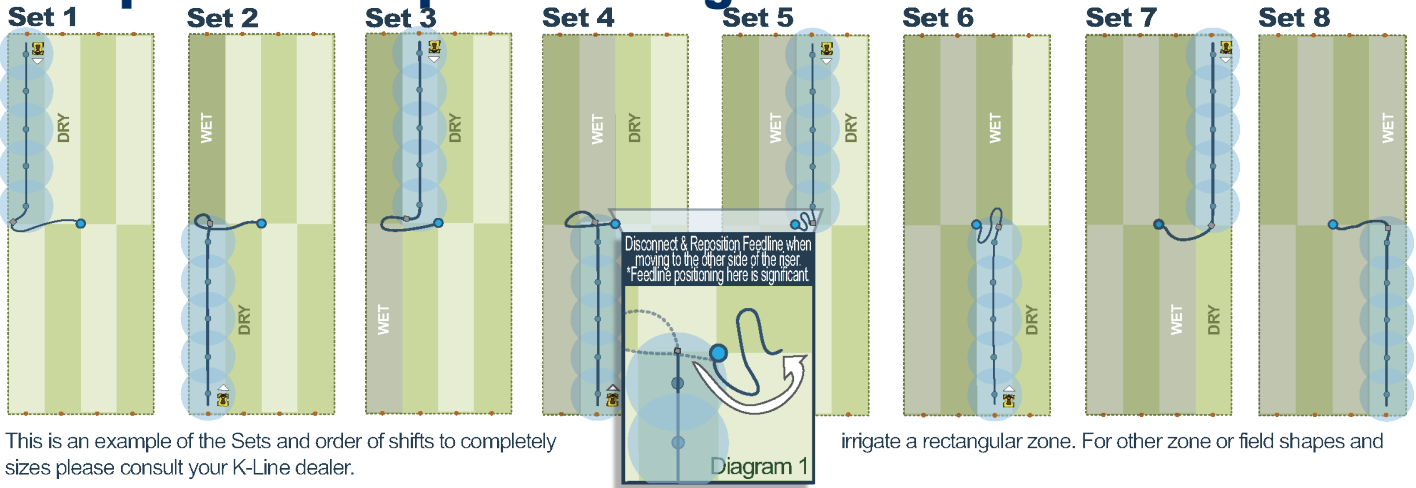 Set 1
Set 2
Set 3
Set 4
Set 5
Set 6
Set 7
Set 8
DRY
WET
DRY
DRY
WET
WET
DRY
WET
DRY
WET
DRY
WET
DRY
WET
Disconnect & Reposition Feedline when
moving to the other side of the riser.
*Feedline positioning here is significant.
Diagram 1
This is an example of the Sets and order of shifts to completely
irrigate a rectangular zone. For other zone or field shapes and
sizes please consult your K-Line dealer.